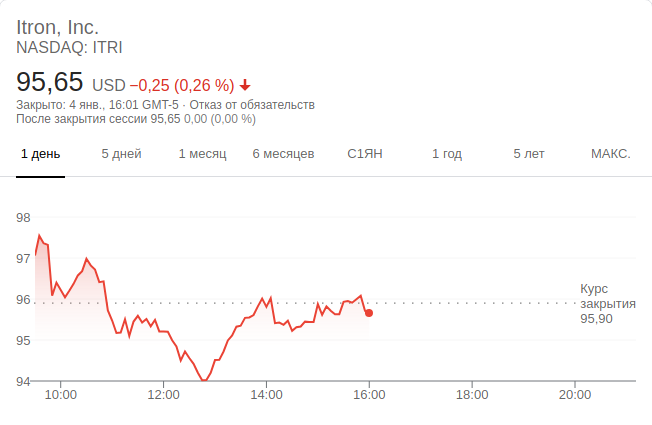 Itron, Inc.
NASDAQ: ITRI
95,65 USD −0,25 (0,26 %)
Закрыто: 4 янв., 16:01 GMT-5 · Отказ от обязательств
После закрытия сессии 95,65 0,00 (0,00 %)
1 день 5 дней 1 месяц 6 месяцев С1ЯН 1 год 5 лет МАКС.
98
97
96
95
94
Курс
закрытия
95,90
10:00 12:00 14:00 16:00 18:00 20:00